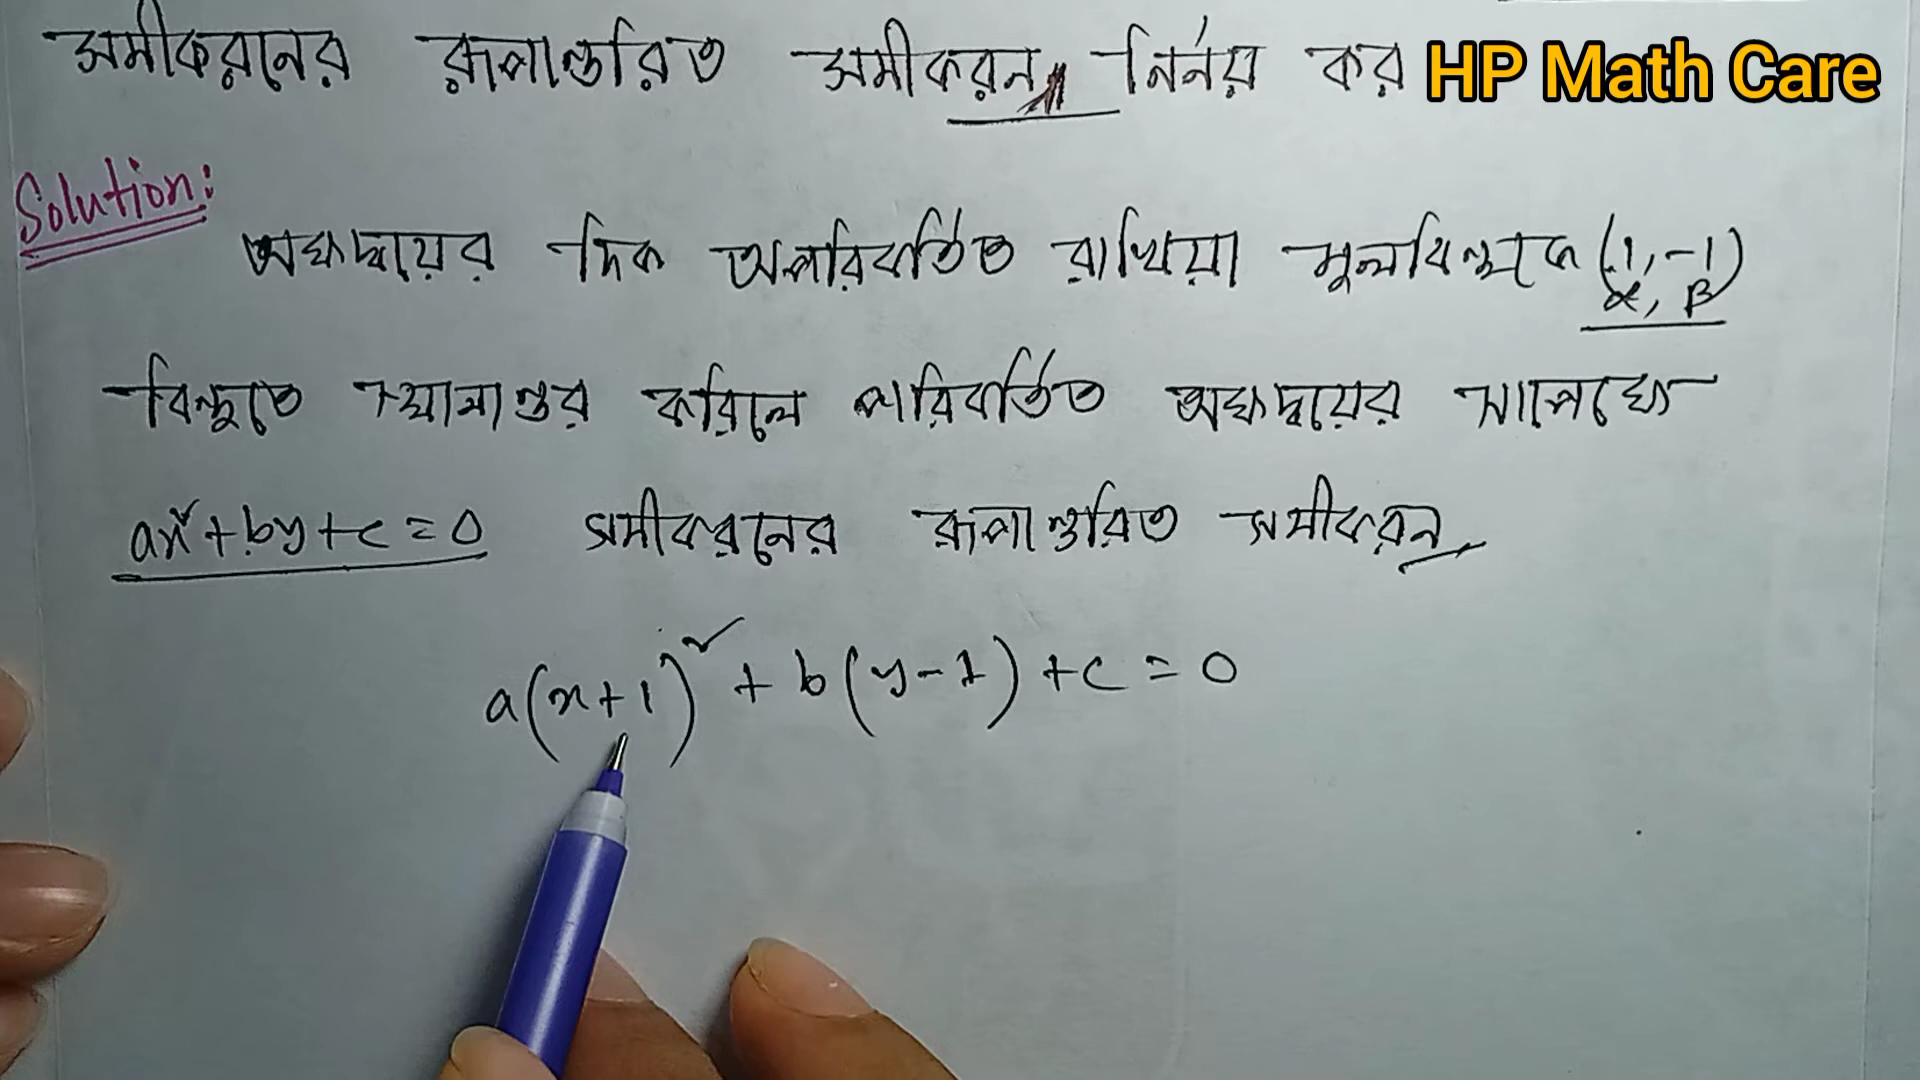 সমীকরনের রূপান্তরিত সমীকরন নির্নয় কর HP Math Care
Solution:
অক্ষদ্বয়ের দিক অপরিবর্তিত রাখিয়া মূলবিন্দুকে (1, -1)
α, β
বিন্দুতে স্থানান্তর করিলে পরিবর্তিত অক্ষদ্বয়ের সাপেক্ষে
ax² + by + c = 0 সমীকরনের রূপান্তরিত সমীকরন,
a(x+1)² + b(y-1) + c = 0